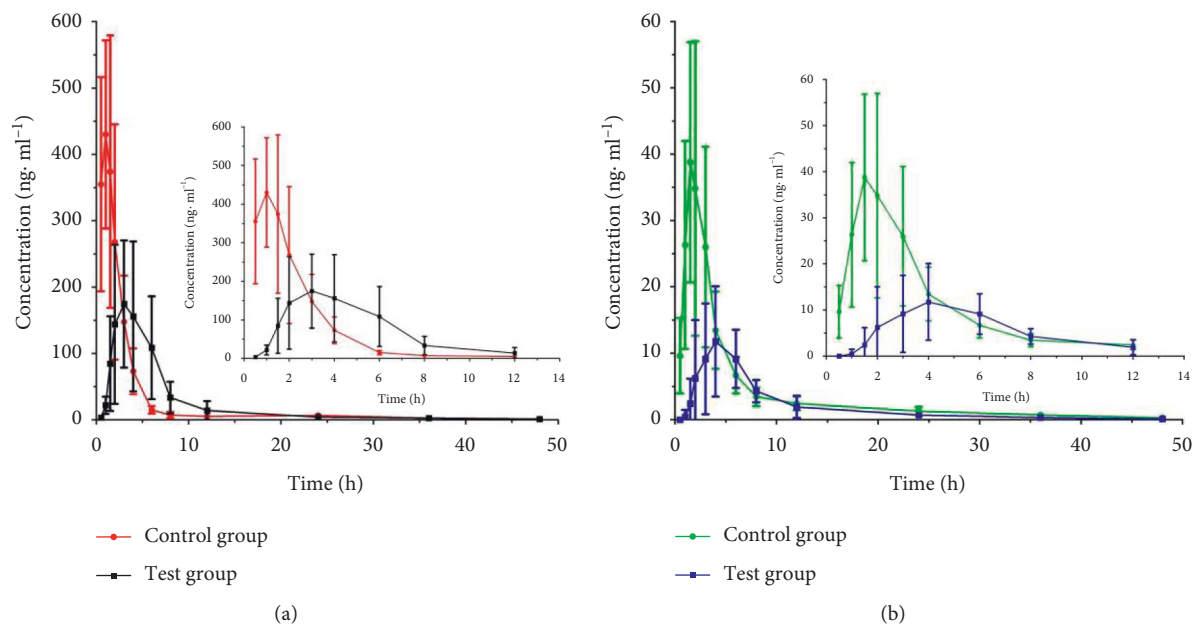 600
500
400
300
200
100
0
Concentration (ng· ml⁻¹)
0 10 20 30 40 50
Time (h)
600
500
400
300
200
100
0
Concentration (ng· l⁻¹)
0 2 4 6 8 10 12 14
Time (h)
Control group
Test group
(a)
60
50
40
30
20
10
0
Concentration (ng· ml⁻¹)
0 10 20 30 40 50
Time (h)
60
50
40
30
20
10
0
Concentration (ng· ml⁻¹)
0 2 4 6 8 10 12 14
Time (h)
Control group
Test group
(b)